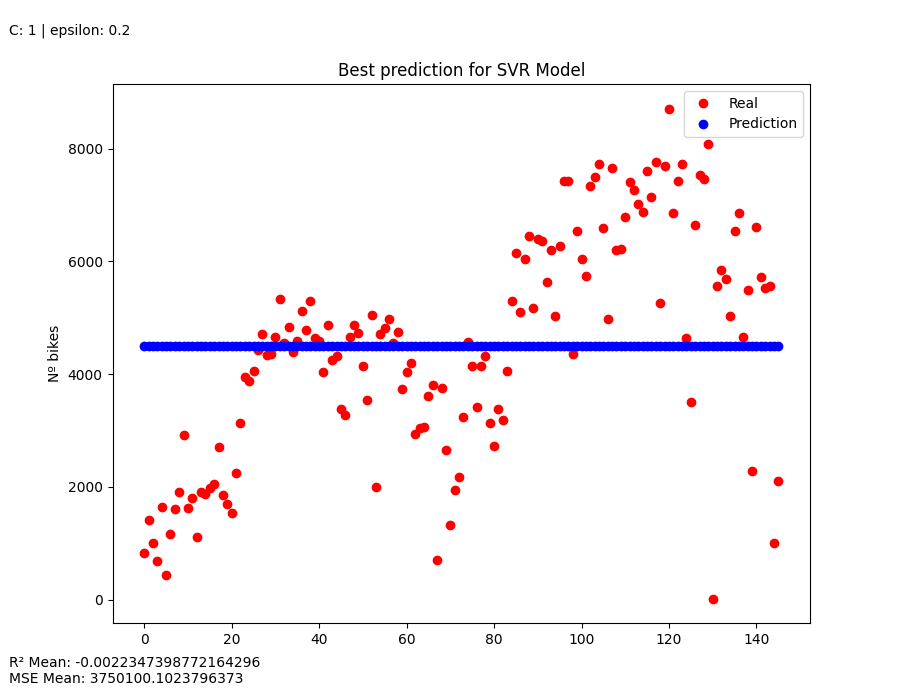 C: 1 | epsilon: 0.2
Best prediction for SVR Model
Real
Prediction
Nº bikes
8000
6000
4000
2000
0
0 20 40 60 80 100 120 140
R² Mean: -0.0022347398772164296
MSE Mean: 3750100.1023796373